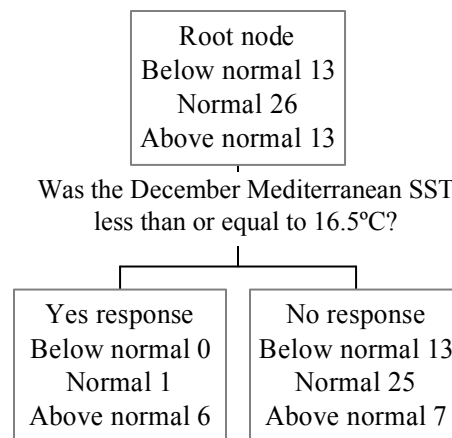 Root node
Below normal 13
Normal 26
Above normal 13
Was the December Mediterranean SST
less than or equal to 16.5ºC?
Yes response
Below normal 0
Normal 1
Above normal 6
No response
Below normal 13
Normal 25
Above normal 7